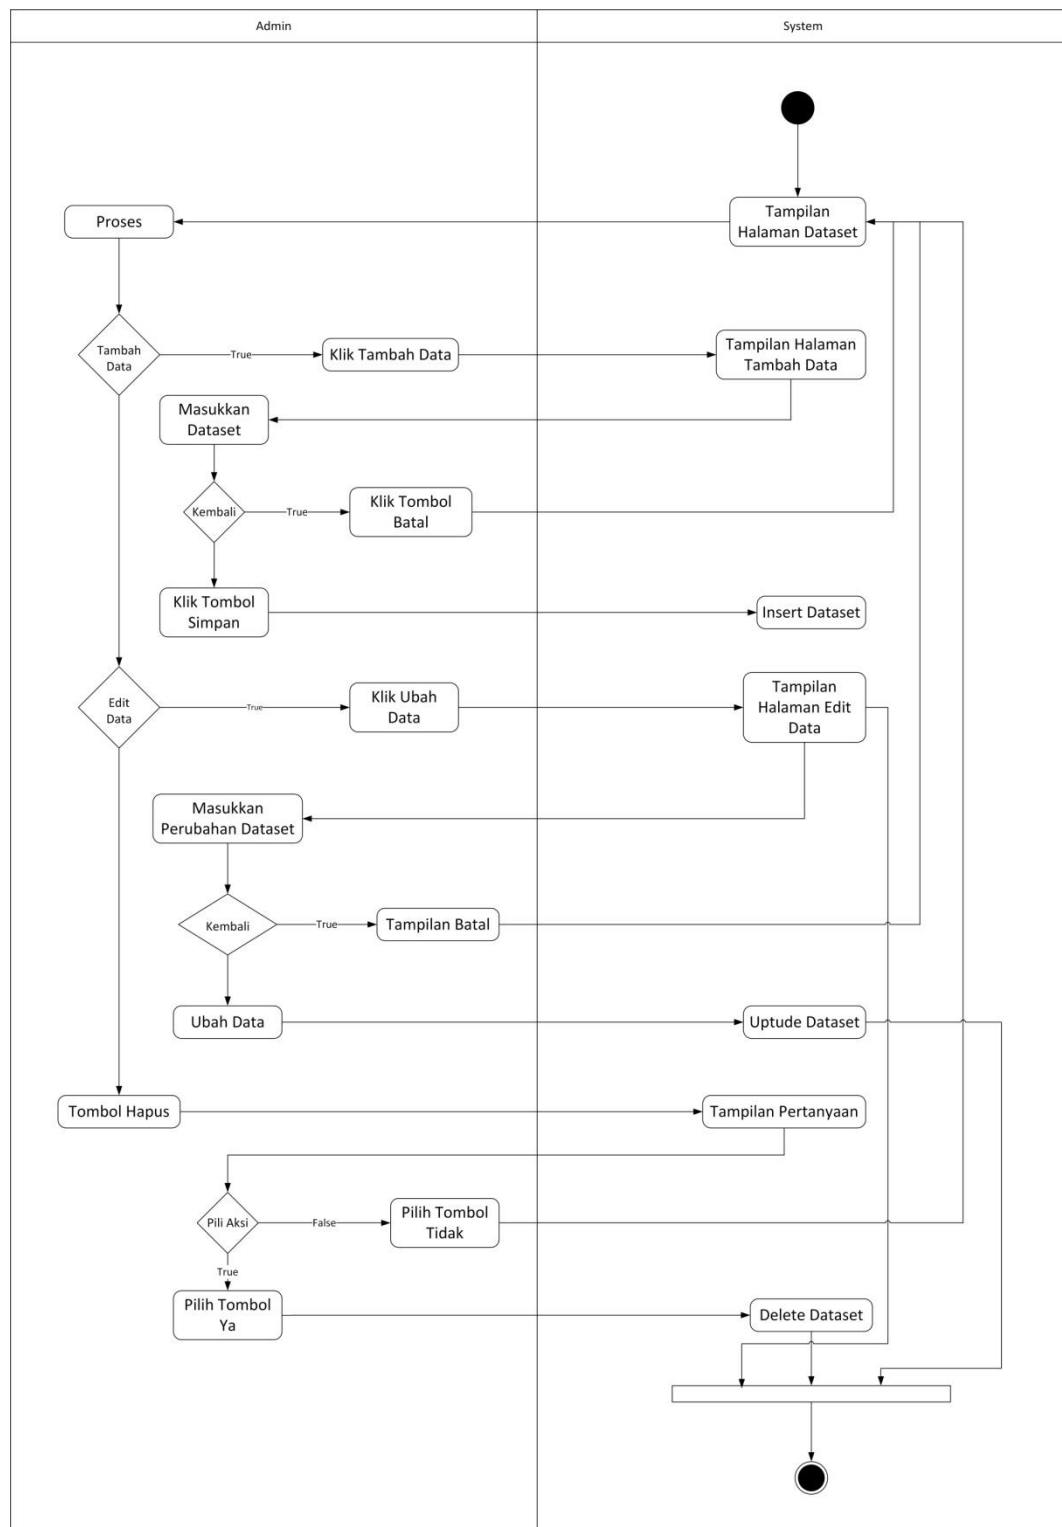 Admin
System
Tampilan
Halaman Dataset
Proses
Tambah
Data
True
Klik Tambah Data
Tampilan Halaman
Tambah Data
Masukkan
Dataset
Kembali
True
Klik Tombol
Batal
Klik Tombol
Simpan
Insert Dataset
Edit
Data
True
Klik Ubah
Data
Tampilan
Halaman Edit
Data
Masukkan
Perubahan Dataset
Kembali
True
Tampilan Batal
Ubah Data
Uptude Dataset
Tombol Hapus
Tampilan Pertanyaan
Pili Aksi
False
Pilih Tombol
Tidak
True
Pilih Tombol
Ya
Delete Dataset